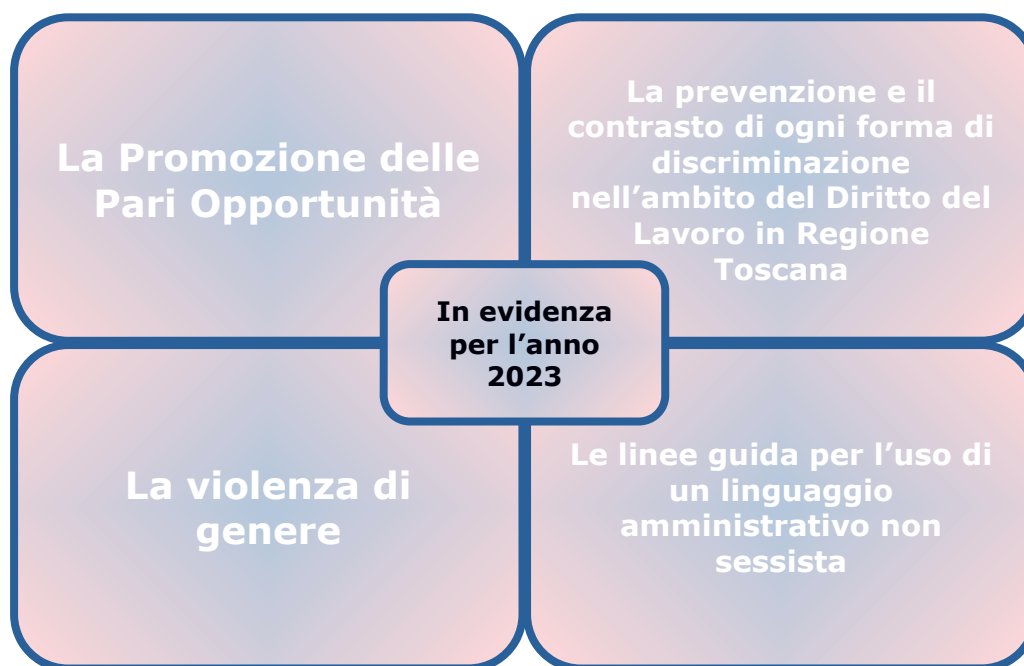 La Promozione delle
Pari Opportunità
La prevenzione e il
contrasto di ogni forma di
discriminazione
nell’ambito del Diritto del
Lavoro in Regione
Toscana
In evidenza
per l’anno
2023
La violenza di
genere
Le linee guida per l’uso di
un linguaggio
amministrativo non
sessista